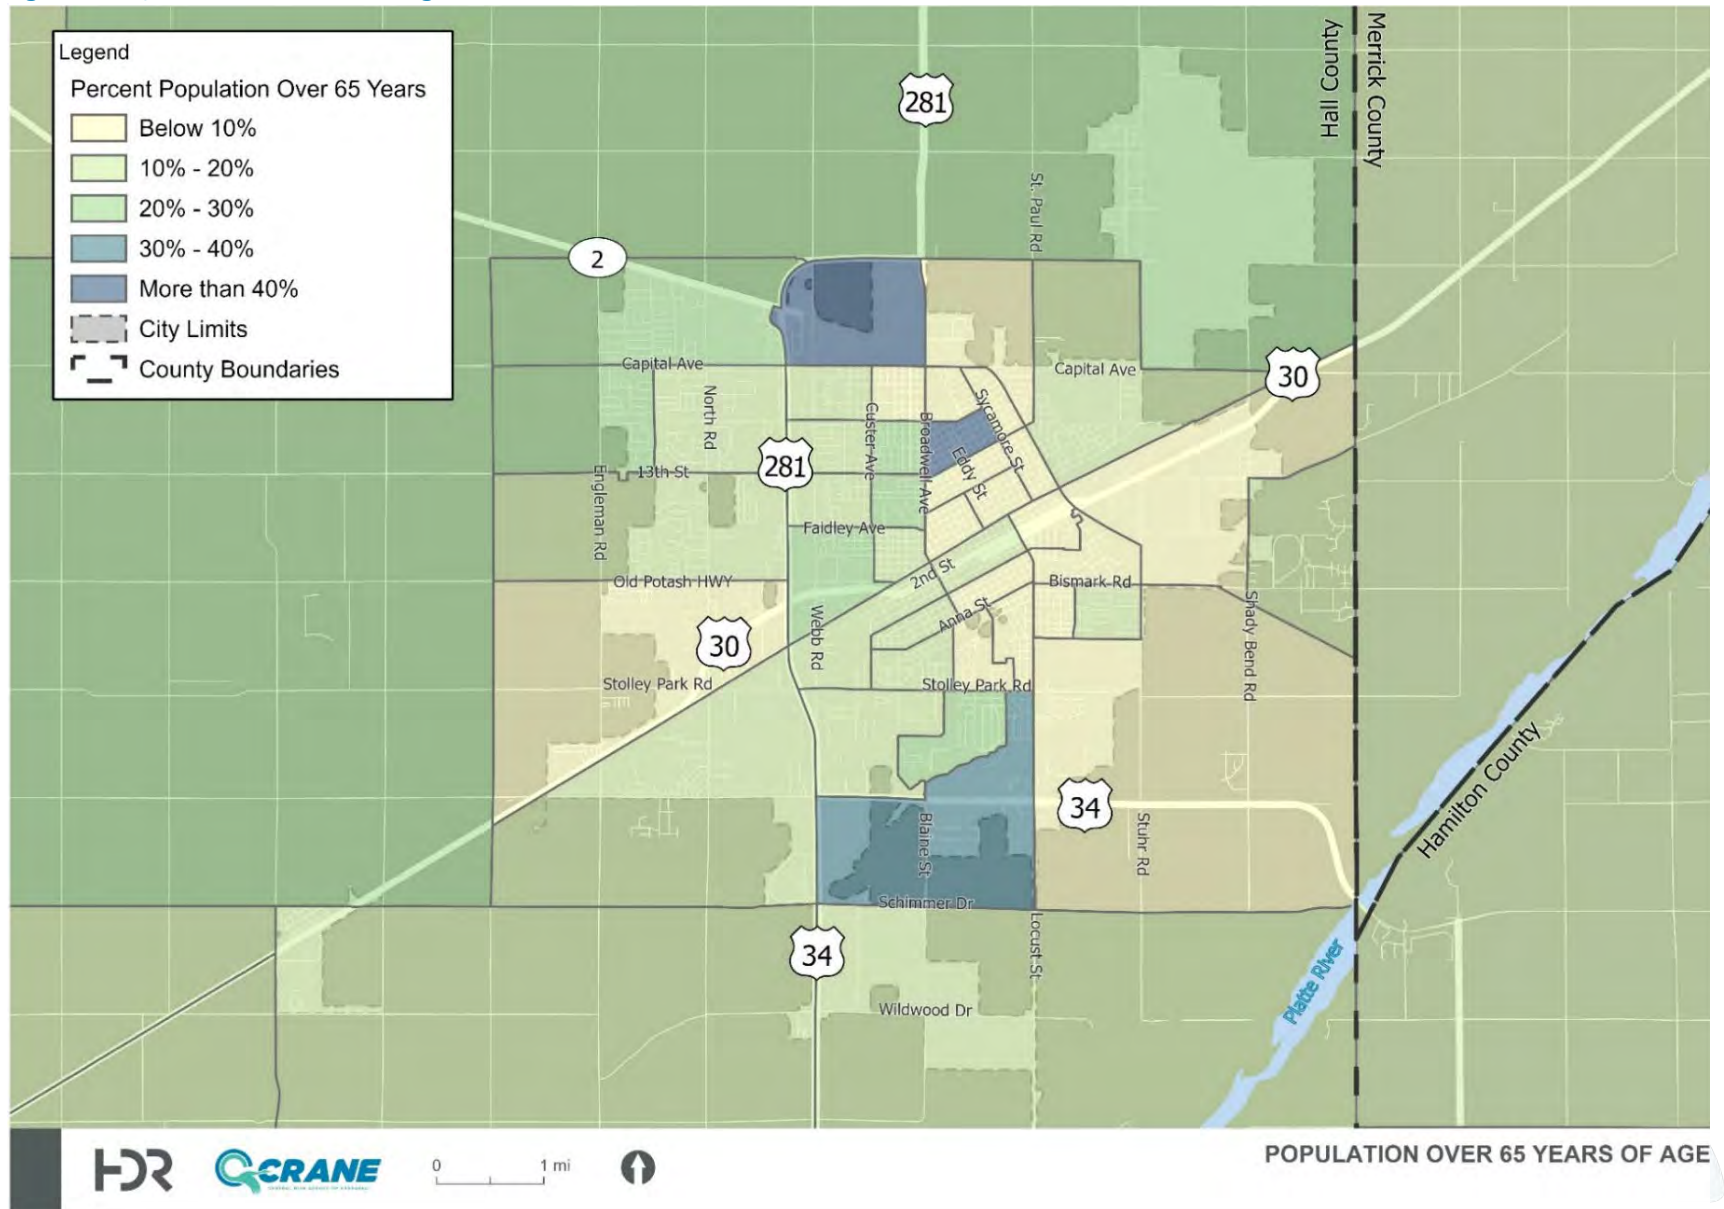 Legend
Percent Population Over 65 Years
Below 10%
10% - 20%
20% - 30%
30% - 40%
More than 40%
City Limits
County Boundaries
281
Hall County
Merrick County
St. Paul Rd
2
30
Capital Ave
Capital Ave
North Rd
Custer Ave
Broadwell Ave
Sycamore St
Eddy St
281
13th St
Engleman Rd
Faidley Ave
2nd St
Old Potash HWY
Bismark Rd
Anna St
Webb Rd
Shady Bend Rd
30
Stolley Park Rd
Stolley Park Rd
34
Hamilton County
Blaine St
Stuhr Rd
Schimmer Dr
34
Locust St
Platte River
Wildwood Dr
HDR
CRANE
0 1 mi
POPULATION OVER 65 YEARS OF AGE